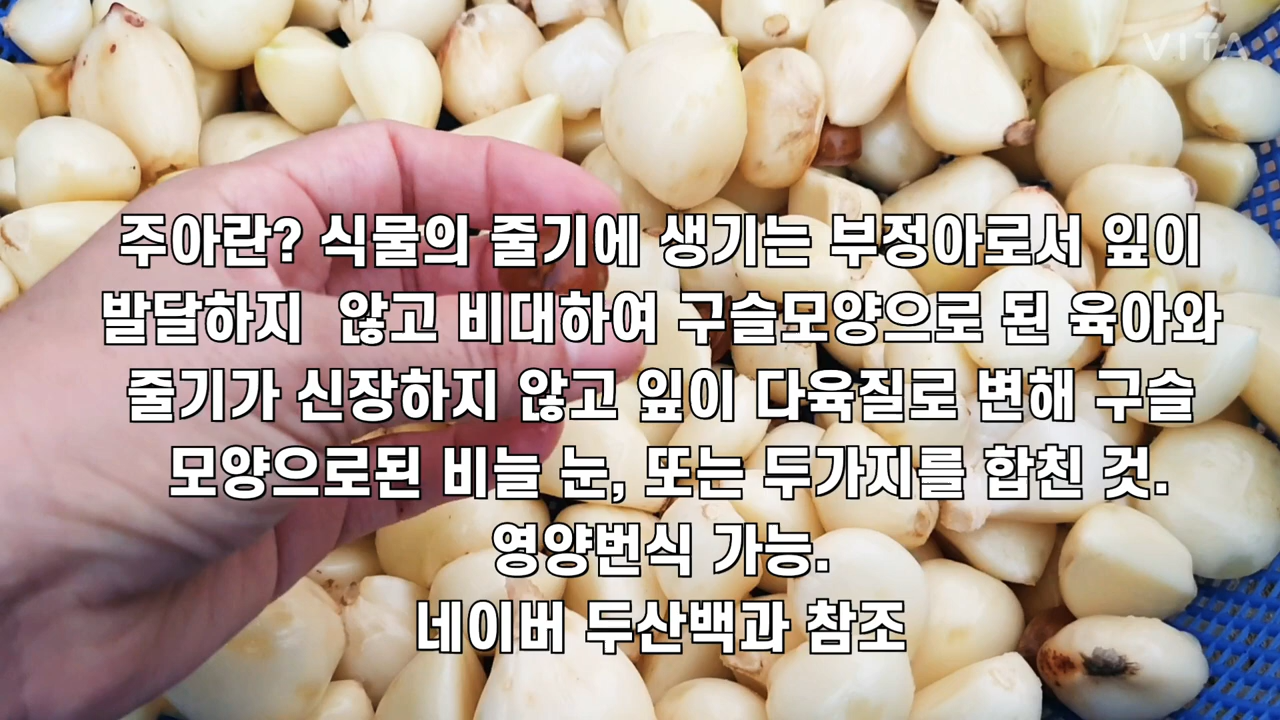 VITA
주아란? 식물의 줄기에 생기는 부정아로서 잎이
발달하지 않고 비대하여 구슬모양으로 된 육아와
줄기가 신장하지 않고 잎이 다육질로 변해 구슬
모양으로된 비늘 눈, 또는 두가지를 합친 것.
영양번식 가능.
네이버 두산백과 참조